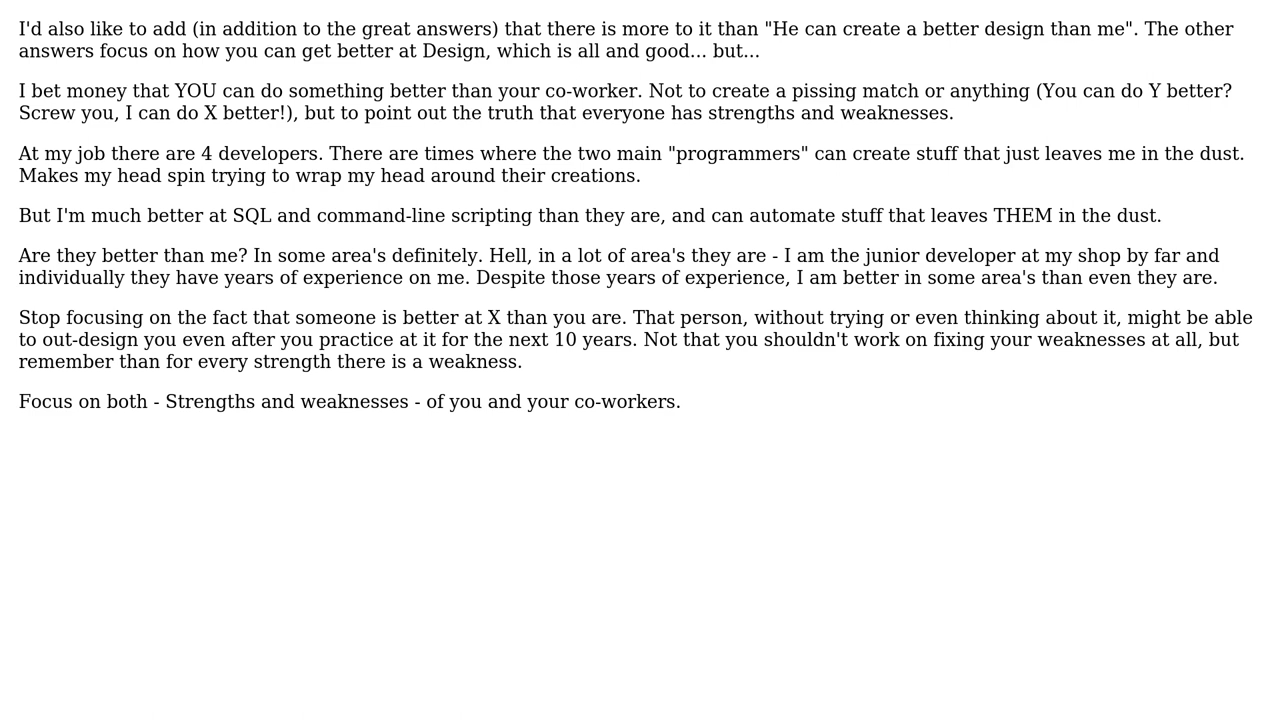 I'd also like to add (in addition to the great answers) that there is more to it than "He can create a better design than me". The other
answers focus on how you can get better at Design, which is all and good... but...
I bet money that YOU can do something better than your co-worker. Not to create a pissing match or anything (You can do Y better?
Screw you, I can do X better!), but to point out the truth that everyone has strengths and weaknesses.
At my job there are 4 developers. There are times where the two main "programmers" can create stuff that just leaves me in the dust.
Makes my head spin trying to wrap my head around their creations.
But I'm much better at SQL and command-line scripting than they are, and can automate stuff that leaves THEM in the dust.
Are they better than me? In some area's definitely. Hell, in a lot of area's they are - I am the junior developer at my shop by far and
individually they have years of experience on me. Despite those years of experience, I am better in some area's than even they are.
Stop focusing on the fact that someone is better at X than you are. That person, without trying or even thinking about it, might be able
to out-design you even after you practice at it for the next 10 years. Not that you shouldn't work on fixing your weaknesses at all, but
remember than for every strength there is a weakness.
Focus on both - Strengths and weaknesses - of you and your co-workers.